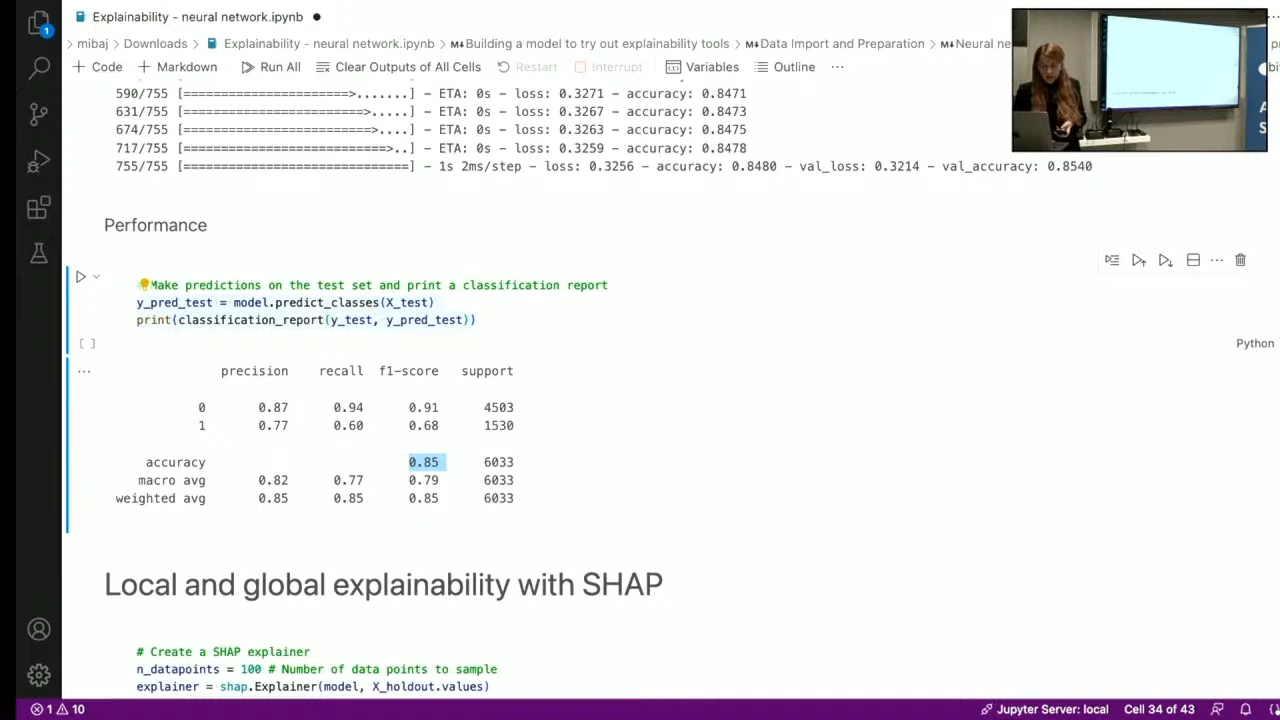 Explainability - neural network.ipynb
1
mibaj > Downloads > Explainability - neural network.ipynb > Building a model to try out explainability tools > Data Import and Preparation > Neural ne
+ Code + Markdown Run All Clear Outputs of All Cells Restart Interrupt Variables Outline ...
590/755 [======================>.......] - ETA: 0s - loss: 0.3271 - accuracy: 0.8471
631/755 [========================>.....] - ETA: 0s - loss: 0.3267 - accuracy: 0.8473
674/755 [=========================>....] - ETA: 0s - loss: 0.3263 - accuracy: 0.8475
717/755 [===========================>..] - ETA: 0s - loss: 0.3259 - accuracy: 0.8478
755/755 [==============================] - 1s 2ms/step - loss: 0.3256 - accuracy: 0.8480 - val_loss: 0.3214 - val_accuracy: 0.8540
Performance
Make predictions on the test set and print a classification report
y_pred_test = model.predict_classes(X_test)
print(classification_report(y_test, y_pred_test))
[ ]
Python
...
precision recall f1-score support
0 0.87 0.94 0.91 4503
1 0.77 0.60 0.68 1530
accuracy 0.85 6033
macro avg 0.82 0.77 0.79 6033
weighted avg 0.85 0.85 0.85 6033
Local and global explainability with SHAP
# Create a SHAP explainer
n_datapoints = 100 # Number of data points to sample
explainer = shap.Explainer(model, X_holdout.values)
1 10
Jupyter Server: local Cell 34 of 43